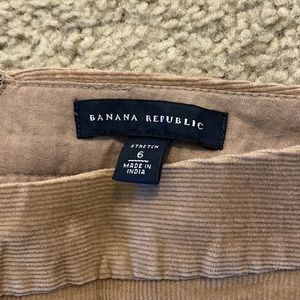 BANANA REPUBLIC
STRETCH
6
MADE IN
INDIA